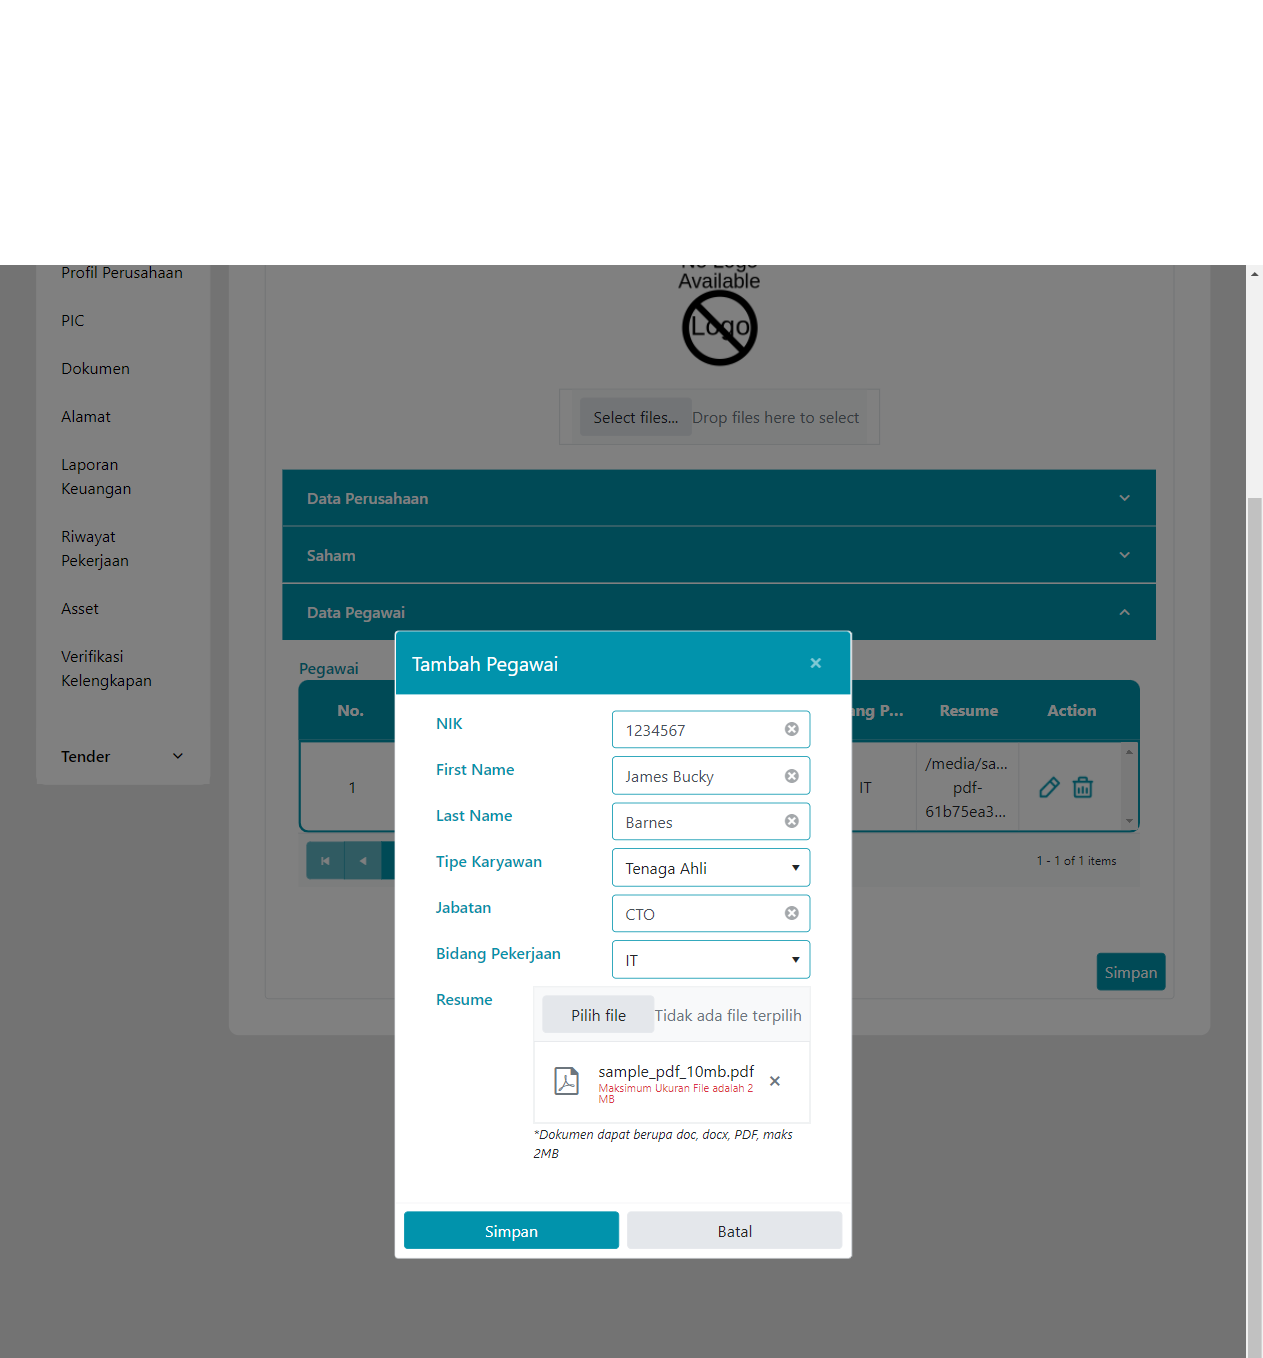 Profil Perusahaan
PIC
Dokumen
Alamat
Laporan
Keuangan
Riwayat
Pekerjaan
Asset
Verifikasi
Kelengkapan
Tender
Available
Logo
Select files...
Drop files here to select
Data Perusahaan
Saham
Data Pegawai
Pegawai
No.
ang P...
Resume
Action
1
IT
/media/sa...
pdf-
61b75ea3...
1 - 1 of 1 items
Simpan
Tambah Pegawai
NIK
1234567
First Name
James Bucky
Last Name
Barnes
Tipe Karyawan
Tenaga Ahli
Jabatan
CTO
Bidang Pekerjaan
IT
Resume
Pilih file
Tidak ada file terpilih
sample_pdf_10mb.pdf
Maksimum Ukuran File adalah 2
MB
*Dokumen dapat berupa doc, docx, PDF, maks
2MB
Simpan
Batal